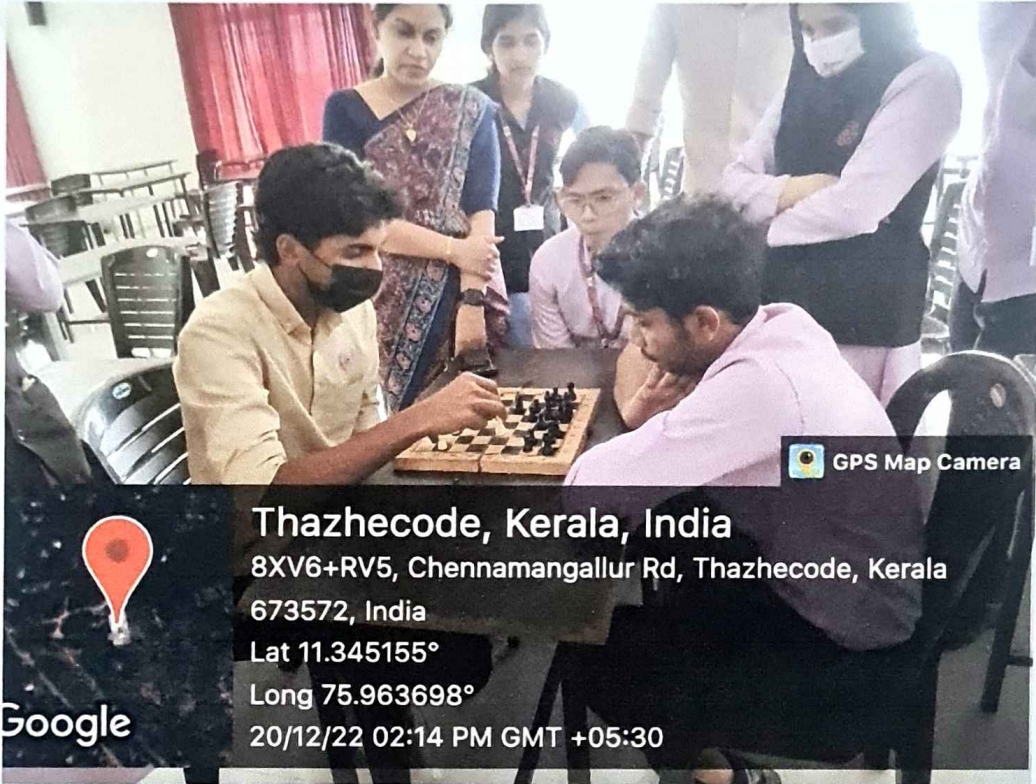 GPS Map Camera
Thazhecode, Kerala, India
8XV6+RV5, Chennamangallur Rd, Thazhecode, Kerala
673572, India
Lat 11.345155°
Long 75.963698°
20/12/22 02:14 PM GMT +05:30
Google